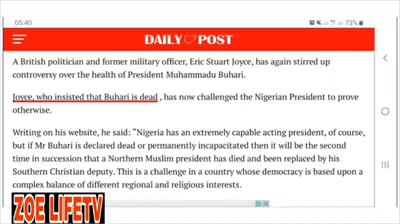 05:40
73%
DAILY POST
A British politician and former military officer, Eric Stuart Joyce, has again stirred up
controversy over the health of President Muhammadu Buhari.
Joyce, who insisted that Buhari is dead , has now challenged the Nigerian President to prove
otherwise.
Writing on his website, he said: “Nigeria has an extremely capable acting president, of course,
but if Mr Buhari is declared dead or permanently incapacitated then it will be the second
time in succession that a Northern Muslim president has died and been replaced by his
Southern Christian deputy. This is a challenge in a country whose democracy is based upon a
complex balance of different regional and religious interests.
ZOE LIFETV